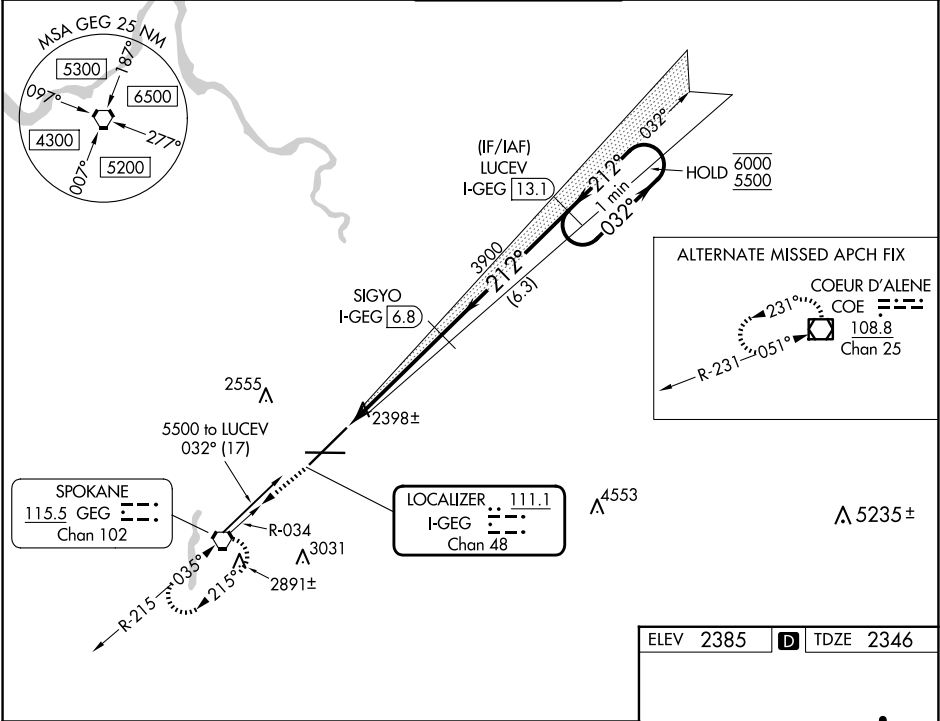 MSA GEG 25 NM
5300
187°
097°
6500
4300
277°
5200
007°
(IF/IAF)
LUCEV
I-GEG 13.1
212°
032°
1 min
032°
HOLD 6000
5500
3900
212°
(6.3)
SIGYO
I-GEG 6.8
ALTERNATE MISSED APCH FIX
COEUR D'ALENE
COE
108.8
Chan 25
231°
R-231
051°
2555
2398±
5500 to LUCEV
032° (17)
SPOKANE
115.5 GEG
Chan 102
LOCALIZER 111.1
I-GEG
Chan 48
4553
5235±
R-034
3031
2891±
035°
215°
R-215
ELEV 2385 D TDZE 2346